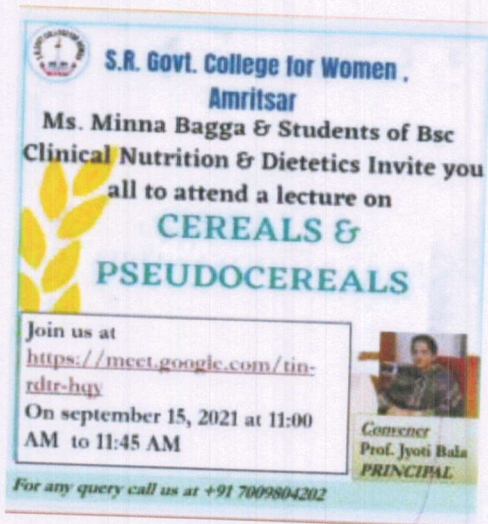 S.R. Govt. College for Women ,
Amritsar
Ms. Minna Bagga & Students of Bsc
Clinical Nutrition & Dietetics Invite you
all to attend a lecture on
CEREALS &
PSEUDOCEREALS
Join us at
https://meet.google.com/tin-
rdtr-hqy
On september 15, 2021 at 11:00
AM to 11:45 AM
Convener
Prof. Jyoti Bala
PRINCIPAL
For any query call us at +91 7009804202